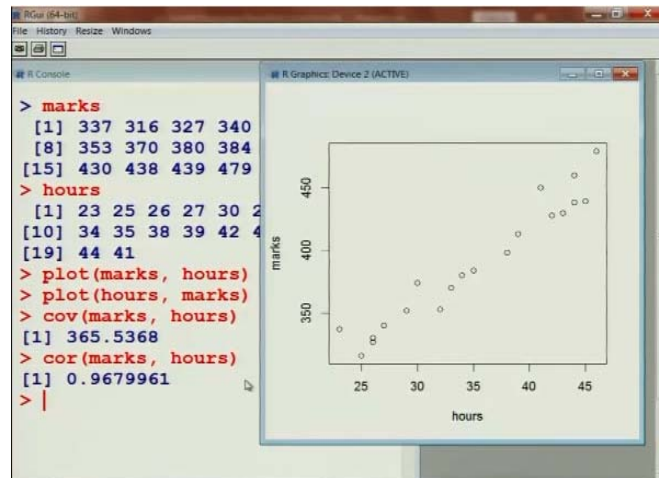 RGui (64-bit)
File History Resize Windows
R Console
> marks
[1] 337 316 327 340
[8] 353 370 380 384
[15] 430 438 439 479
> hours
[1] 23 25 26 27 30 2
[10] 34 35 38 39 42 4
[19] 44 41
> plot(marks, hours)
> plot(hours, marks)
> cov(marks, hours)
[1] 365.5368
> cor(marks, hours)
[1] 0.9679961
> |
R Graphics: Device 2 (ACTIVE)
marks
450
400
350
25 30 35 40 45
hours